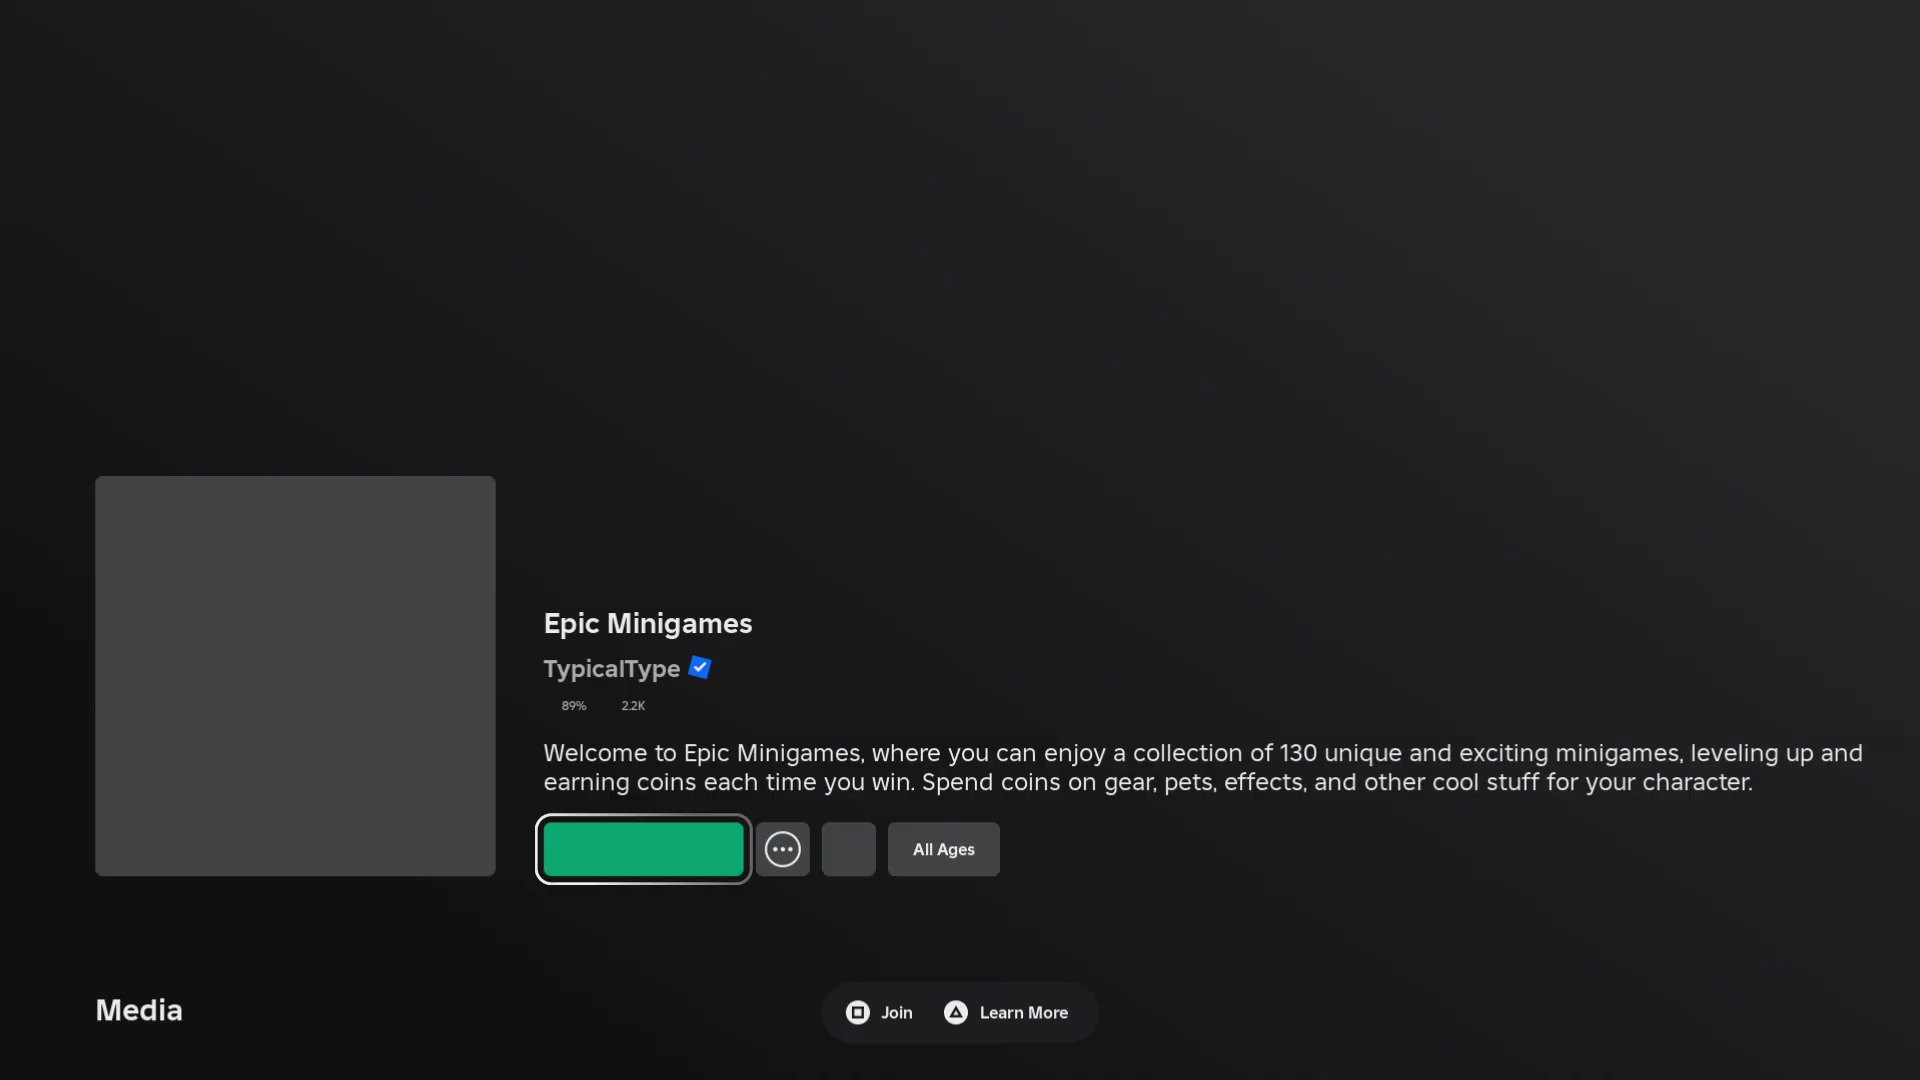 Epic Minigames
TypicalType
89% 2.2K
Welcome to Epic Minigames, where you can enjoy a collection of 130 unique and exciting minigames, leveling up and
earning coins each time you win. Spend coins on gear, pets, effects, and other cool stuff for your character.
All Ages
Media
Join Learn More